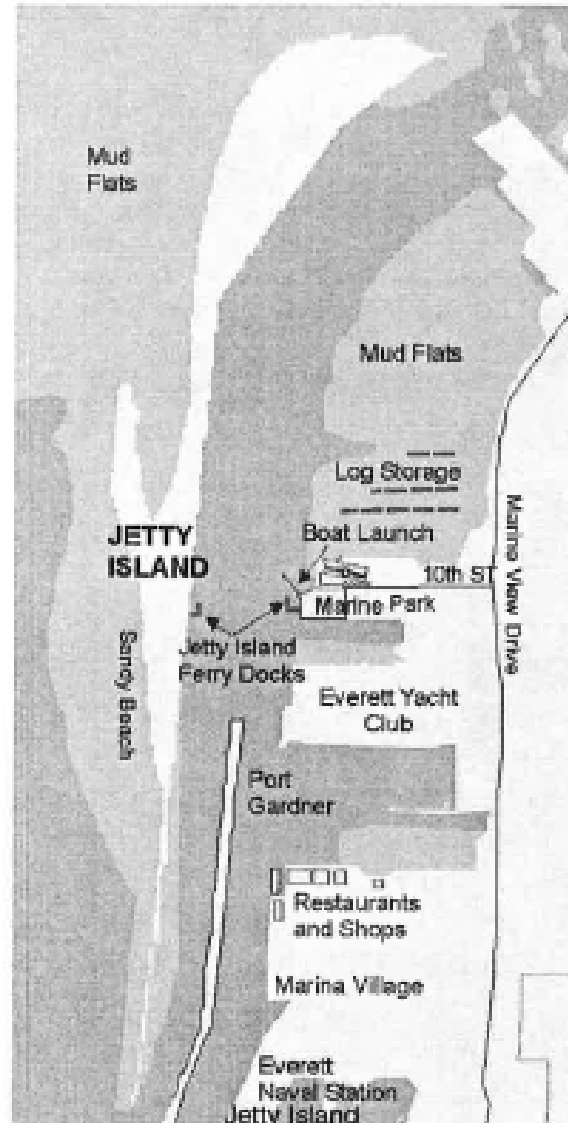 Mud
Flats
Mud Flats
Log Storage
JETTY
ISLAND
Boat Launch
10th ST
Marine Park
Marina View Drive
Sandy Beach
Jetty Island
Ferry Docks
Everett Yacht
Club
Port
Gardner
Restaurants
and Shops
Marina Village
Everett
Naval Station
Jetty Island